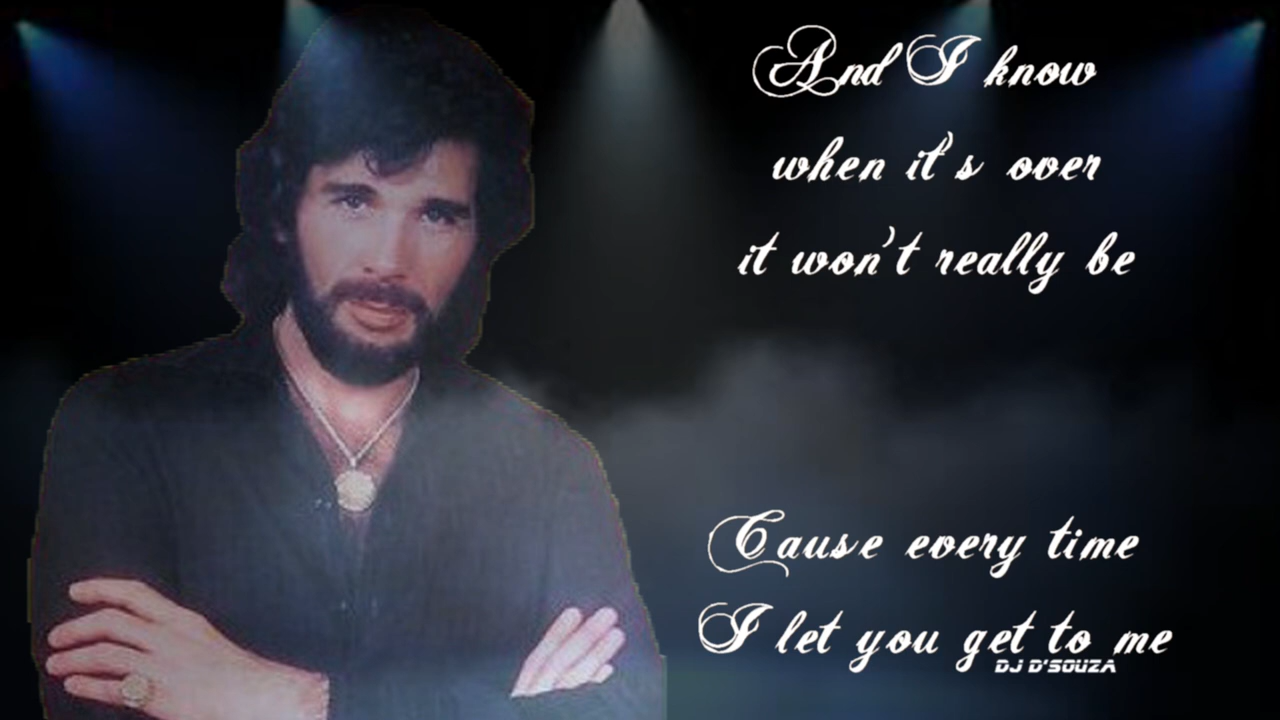 And I know
when it's over
it won't really be
Cause every time
I let you get to me
DJ D'SOUZA